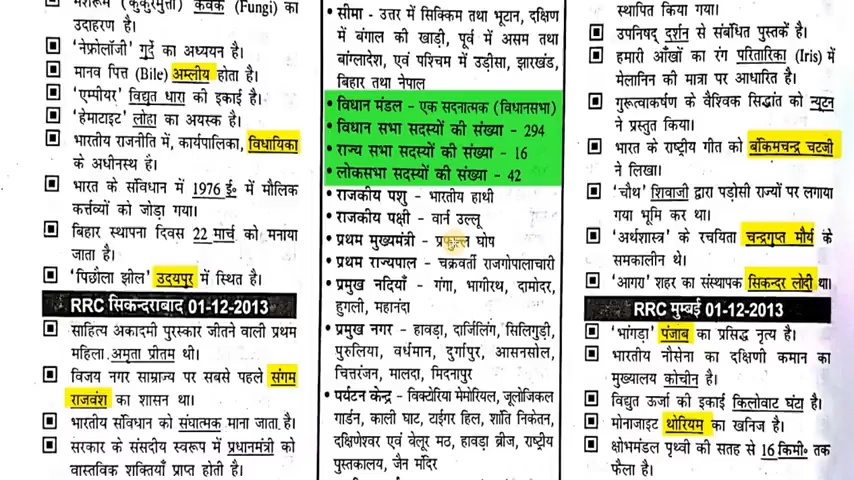 मशरूम (कुकुरमुत्ता) कवक (Fungi) का
उदाहरण है।
'नेफ्रोलॉजी' गुर्दे का अध्ययन है।
मानव पित्त (Bile) अम्लीय होता है।
'एम्पीयर' विद्युत धारा की इकाई है।
'हेमाटाइट' लोहा का अयस्क है।
भारतीय राजनीति में, कार्यपालिका, विधायिका
के अधीनस्थ है।
भारत के संविधान में 1976 ई॰ में मौलिक
कर्त्तव्यों को जोड़ा गया।
बिहार स्थापना दिवस 22 मार्च को मनाया
जाता है।
'पिछौला झील' उदयपुर में स्थित है।
RRC सिकन्दराबाद 01-12-2013
साहित्य अकादमी पुरस्कार जीतने वाली प्रथम
महिला अमृता प्रीतम थी।
विजय नगर साम्राज्य पर सबसे पहले संगम
राजवंश का शासन था।
भारतीय संविधान को संघात्मक माना जाता है।
सरकार के संसदीय स्वरूप में प्रधानमंत्री को
वास्तविक शक्तियाँ प्राप्त होती है।
• सीमा - उत्तर में सिक्किम तथा भूटान, दक्षिण
में बंगाल की खाड़ी, पूर्व में असम तथा
बांग्लादेश, एवं पश्चिम में उड़ीसा, झारखंड,
बिहार तथा नेपाल
• विधान मंडल - एक सदनात्मक (विधानसभा)
• विधान सभा सदस्यों की संख्या - 294
• राज्य सभा सदस्यों की संख्या - 16
• लोकसभा सदस्यों की संख्या - 42
• राजकीय पशु - भारतीय हाथी
• राजकीय पक्षी - वार्न उल्लू
• प्रथम मुख्यमंत्री - प्रफुल्ल घोष
• प्रथम राज्यपाल - चक्रवर्ती राजगोपालाचारी
• प्रमुख नदियाँ - गंगा, भागीरथ, दामोदर,
हुगली, महानंदा
• प्रमुख नगर - हावड़ा, दार्जिलिंग, सिलिगुड़ी,
पुरुलिया, वर्धमान, दुर्गापुर, आसनसोल,
चित्तरंजन, मालदा, मिदनापुर
• पर्यटन केन्द्र - विक्टेरिया मेमोरियल, जूलोजिकल
गार्डन, काली घाट, टाईगर हिल, शांति निकेतन,
दक्षिणेश्वर एवं वेलूर मठ, हावड़ा ब्रीज, राष्ट्रीय
पुस्तकालय, जैन मंदिर
स्थापित किया गया।
उपनिषद् दर्शन से संबंधित पुस्तकें है।
हमारी आँखों का रंग परितारिका (Iris) में
मेलानिन की मात्रा पर आधारित है।
गुरूत्वाकर्षण के वैश्विक सिद्धांत को न्यूटन
ने प्रस्तुत किया।
भारत के राष्ट्रीय गीत को बंकिमचन्द्र चटर्जी
ने लिखा।
'चौथ' शिवाजी द्वारा पड़ोसी राज्यों पर लगाया
गया भूमि कर था।
'अर्थशास्त्र' के रचयिता चन्द्रगुप्त मौर्य के
समकालीन थे।
'आगरा' शहर का संस्थापक सिकन्दर लोदी था।
RRC मुम्बई 01-12-2013
'भांगड़ा' पंजाब का प्रसिद्ध नृत्य है।
भारतीय नौसेना का दक्षिणी कमान का
मुख्यालय कोचीन है।
विद्युत ऊर्जा की इकाई किलोवाट घंटा है।
मोनाजाइट थोरियम का खनिज है।
क्षोभमंडल पृथ्वी की सतह से 16 किमी॰ तक
फैला है।